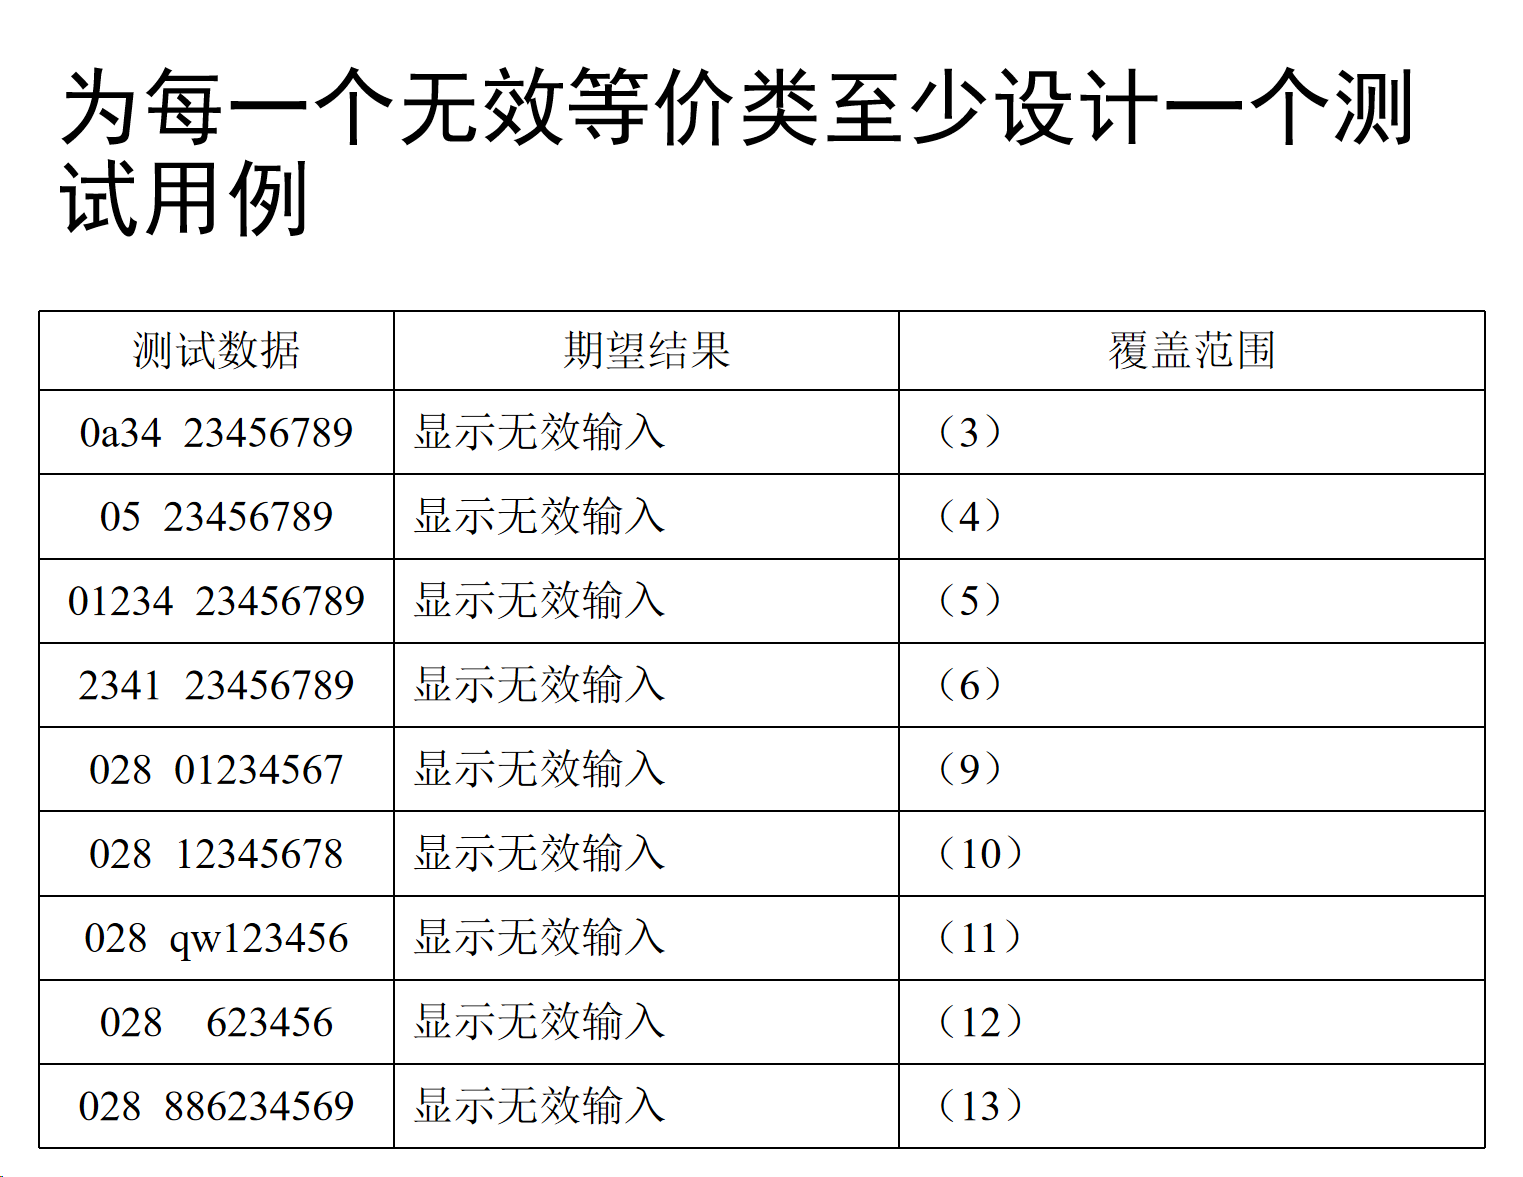 为每一个无效等价类至少设计一个测
试用例
测试数据 期望结果 覆盖范围
0a34 23456789 显示无效输入 （3）
05 23456789 显示无效输入 （4）
01234 23456789 显示无效输入 （5）
2341 23456789 显示无效输入 （6）
028 01234567 显示无效输入 （9）
028 12345678 显示无效输入 （10）
028 qw123456 显示无效输入 （11）
028 623456 显示无效输入 （12）
028 886234569 显示无效输入 （13）